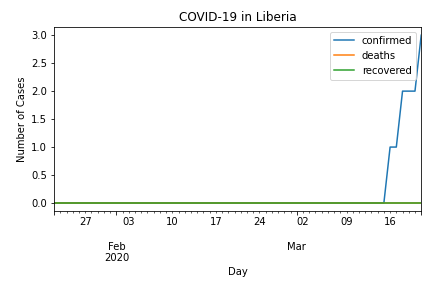 COVID-19 in Liberia
confirmed
deaths
recovered
Number of Cases
3.0
2.5
2.0
1.5
1.0
0.5
0.0
27 03 10 17 24 02 09 16
Feb Mar
2020
Day